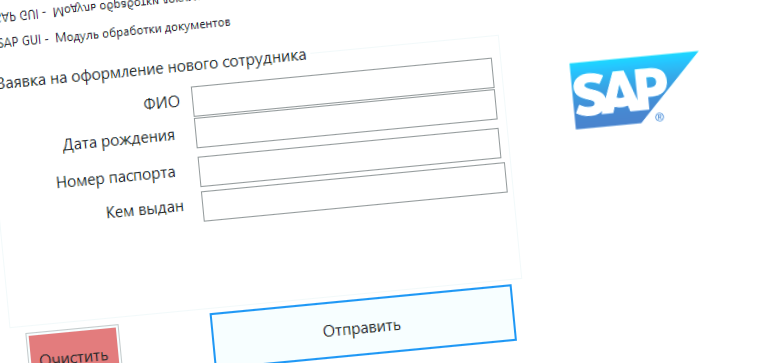 SAP GUI - Модуль обработки документов
SAP GUI - Модуль обработки документов
Заявка на оформление нового сотрудника
ФИО
Дата рождения
Номер паспорта
Кем выдан
Отправить
Очистить
SAP ®